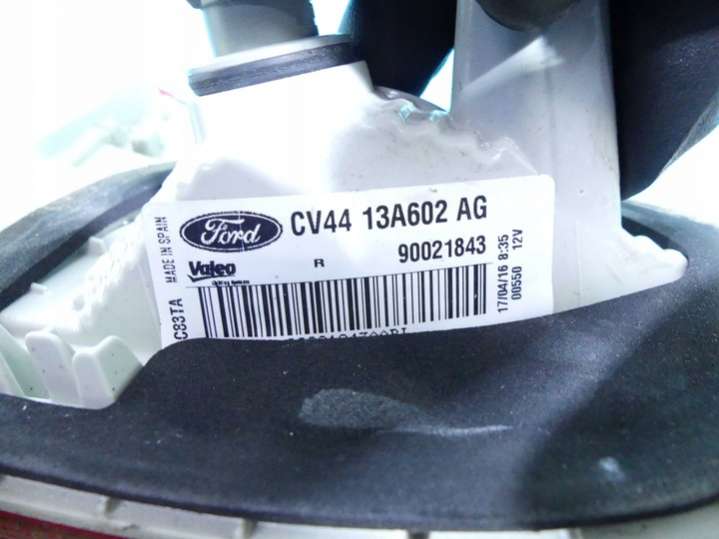 Ford CV44 13A602 AG
R 90021843
Valeo
MADE IN SPAIN
C83TA
17/04/16 8:35
00550 12V